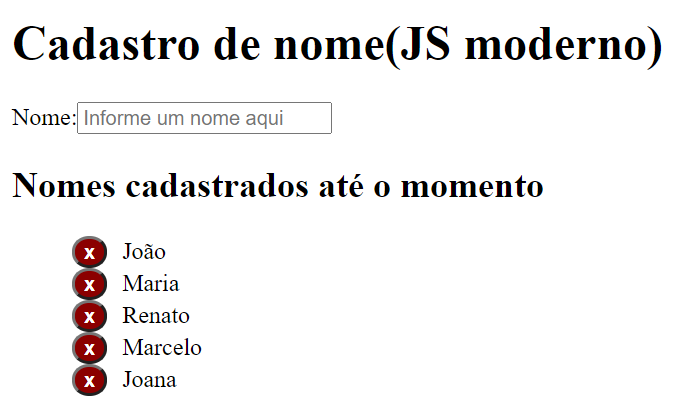 Cadastro de nome(JS moderno)
Nome: Informe um nome aqui
Nomes cadastrados até o momento
x João
x Maria
x Renato
x Marcelo
x Joana